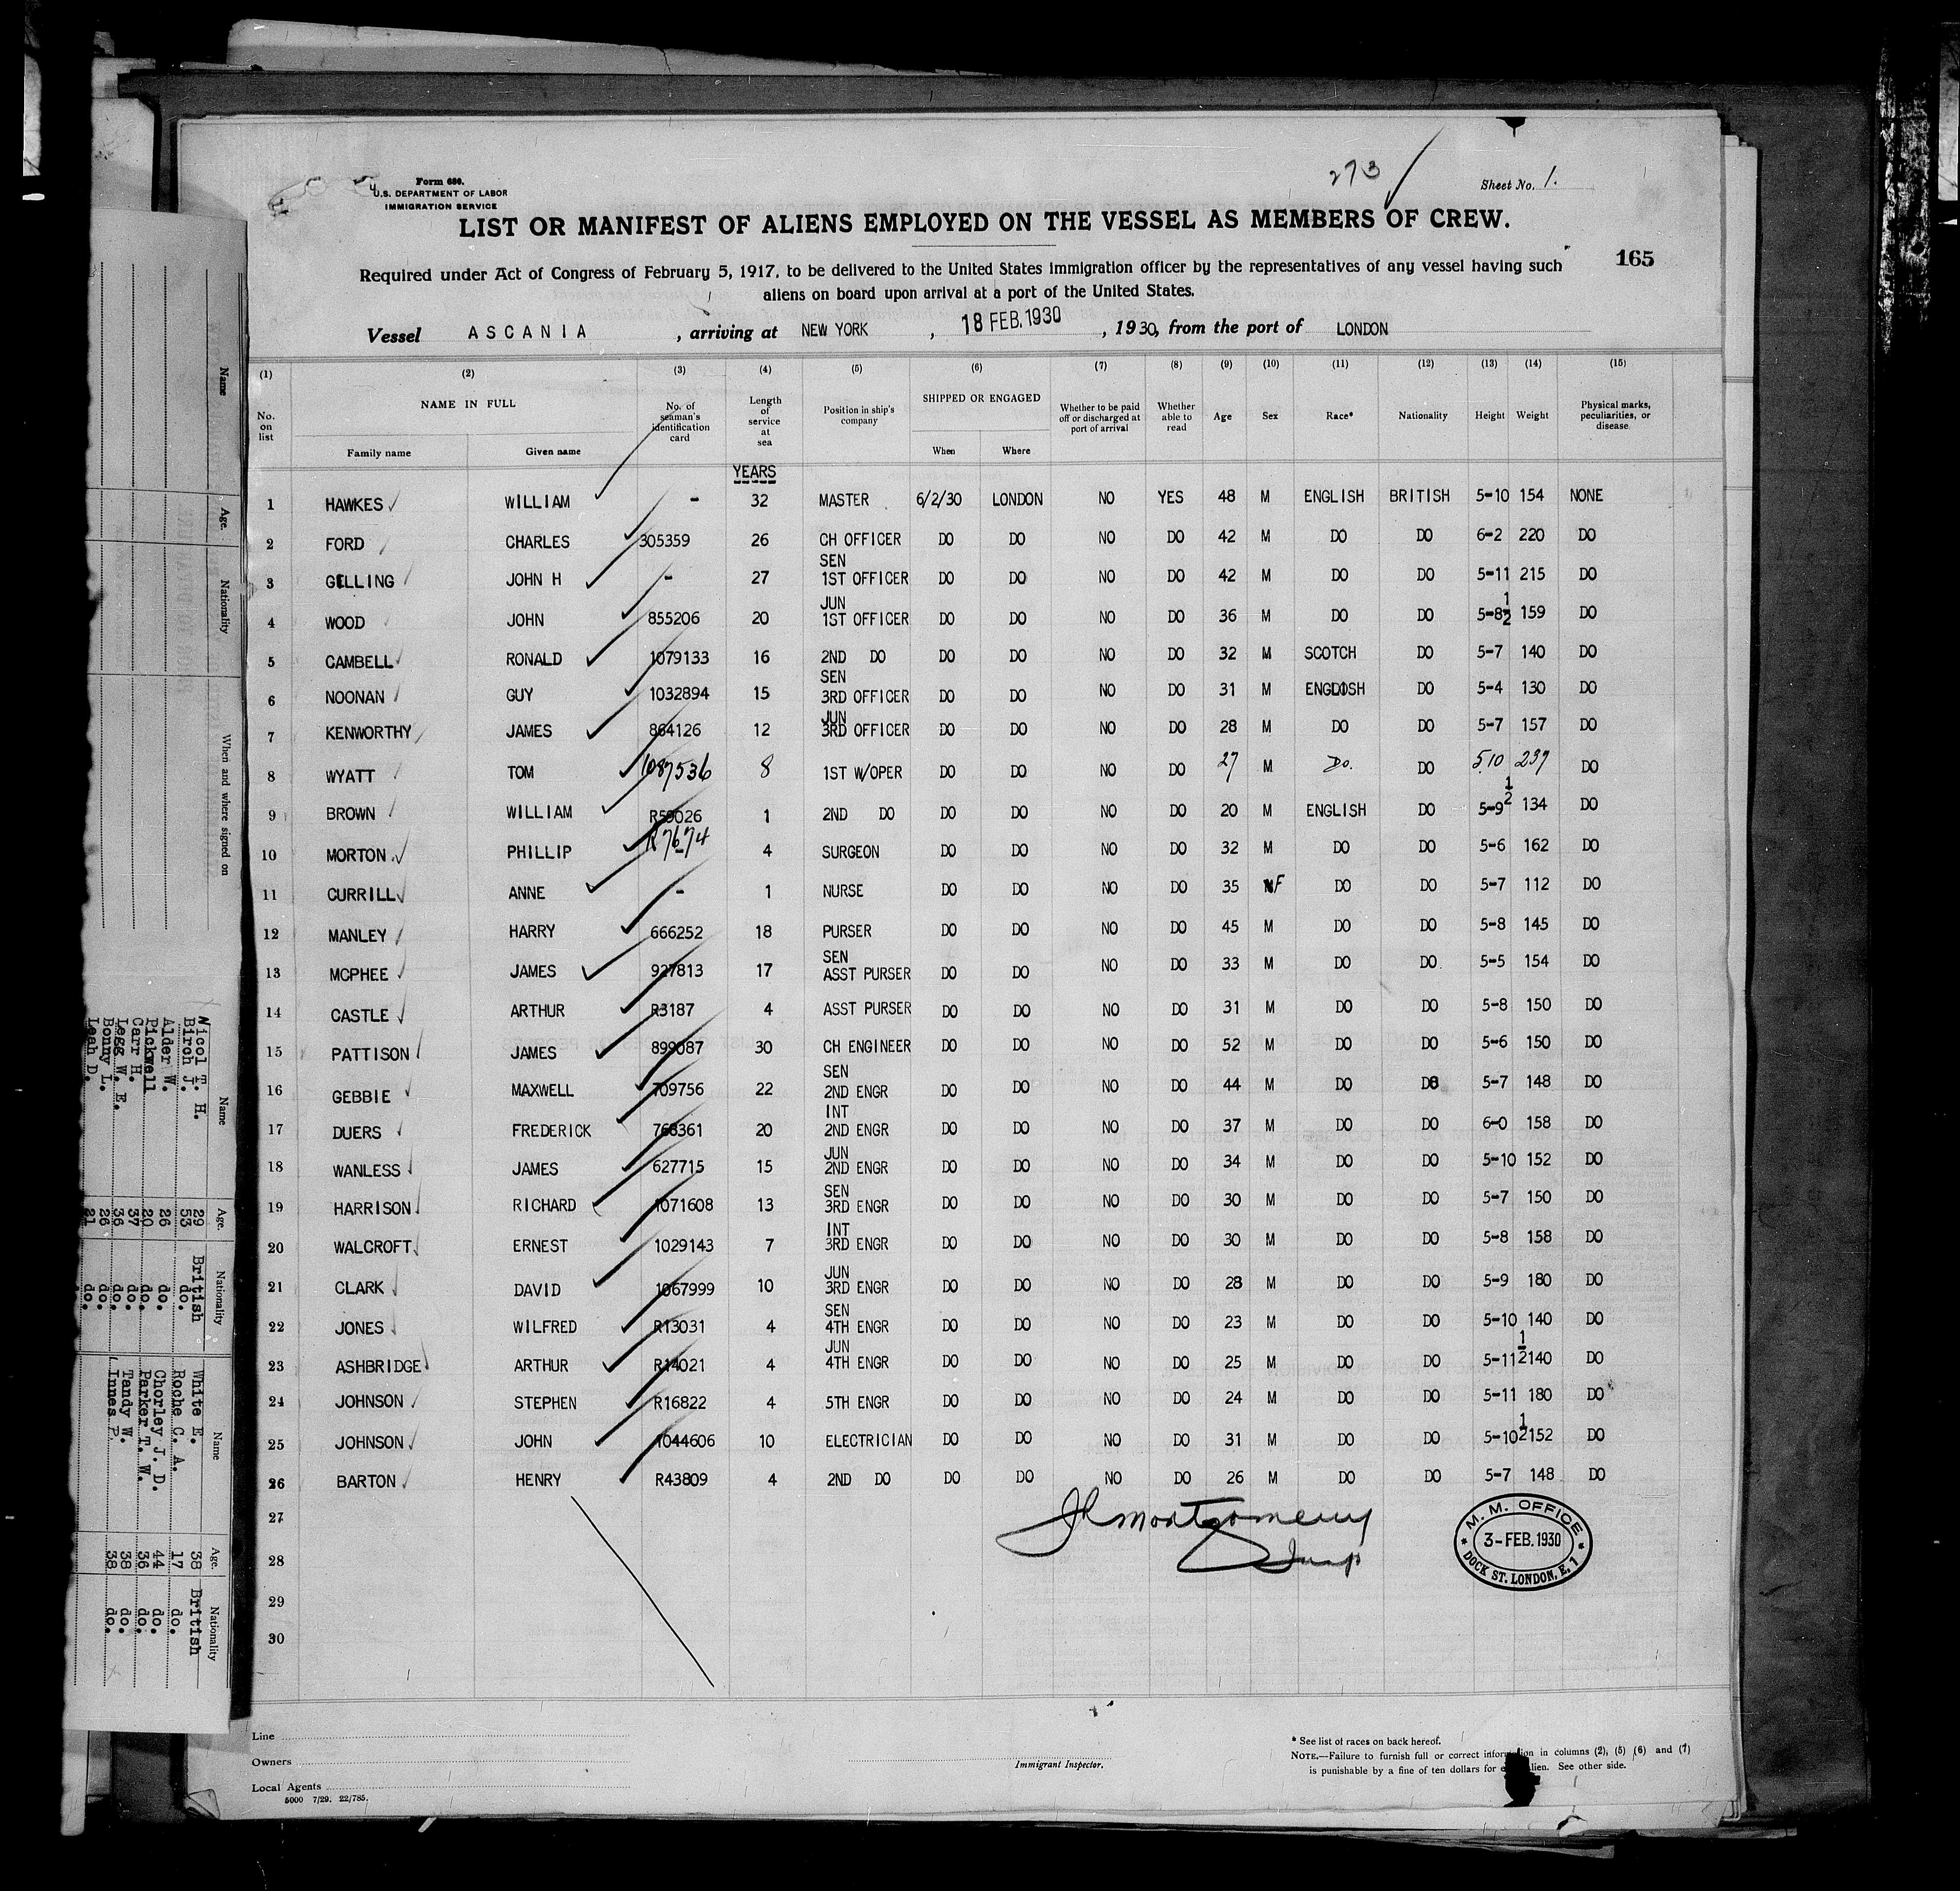 273
Sheet No. 1.
Form 680.
U.S. DEPARTMENT OF LABOR
IMMIGRATION SERVICE
LIST OR MANIFEST OF ALIENS EMPLOYED ON THE VESSEL AS MEMBERS OF CREW.
165
Required under Act of Congress of February 5, 1917, to be delivered to the United States immigration officer by the representatives of any vessel having such
aliens on board upon arrival at a port of the United States.
Vessel ASCANIA , arriving at NEW YORK , 18 FEB. 1930 , 1930, from the port of LONDON
(1) (2) (3) (4) (5) (6) (7) (8) (9) (10) (11) (12) (13) (14) (15)
No. on list NAME IN FULL Family name Given name No. of seaman's identification card Length of service at sea Position in ship's company SHIPPED OR ENGAGED When Where Whether to be paid off or discharged at port of arrival Whether able to read Age Sex Race* Nationality Height Weight Physical marks, peculiarities, or disease
YEARS
1 HAWKES WILLIAM - 32 MASTER 6/2/30 LONDON NO YES 48 M ENGLISH BRITISH 5-10 154 NONE
2 FORD CHARLES 305359 26 CH OFFICER DO DO NO DO 42 M DO DO 6-2 220 DO
3 GELLING JOHN H - 27 SEN 1ST OFFICER DO DO NO DO 42 M DO DO 5-11 215 DO
4 WOOD JOHN 855206 20 JUN 1ST OFFICER DO DO NO DO 36 M DO DO 5-8½ 159 DO
5 CAMBELL RONALD 1079133 16 2ND DO DO DO NO DO 32 M SCOTCH DO 5-7 140 DO
6 NOONAN GUY 1032894 15 SEN 3RD OFFICER DO DO NO DO 31 M ENGLISH DO 5-4 130 DO
7 KENWORTHY JAMES 864126 12 JUN 3RD OFFICER DO DO NO DO 28 M DO DO 5-7 157 DO
8 WYATT TOM 1087536 8 1ST W/OPER DO DO NO DO 27 M Do. DO 5.10 237 DO
9 BROWN WILLIAM R59026 1 2ND DO DO DO NO DO 20 M ENGLISH DO 5-9½ 134 DO
10 MORTON PHILLIP R7674 - 4 SURGEON DO DO NO DO 32 M DO DO 5-6 162 DO
11 CURRILL ANNE - 1 NURSE DO DO NO DO 35 F DO DO 5-7 112 DO
12 MANLEY HARRY 666252 18 PURSER DO DO NO DO 45 M DO DO 5-8 145 DO
13 MCPHEE JAMES 927813 17 SEN ASST PURSER DO DO NO DO 33 M DO DO 5-5 154 DO
14 CASTLE ARTHUR R3187 4 ASST PURSER DO DO NO DO 31 M DO DO 5-8 150 DO
15 PATTISON JAMES 899087 30 CH ENGINEER DO DO NO DO 52 M DO DO 5-6 150 DO
16 GEBBIE MAXWELL 709756 22 SEN 2ND ENGR DO DO NO DO 44 M DO DO 5-7 148 DO
17 DUERS FREDERICK 768361 20 INT 2ND ENGR DO DO NO DO 37 M DO DO 6-0 158 DO
18 WANLESS JAMES 627715 15 JUN 2ND ENGR DO DO NO DO 34 M DO DO 5-10 152 DO
19 HARRISON RICHARD 1071608 13 SEN 3RD ENGR DO DO NO DO 30 M DO DO 5-7 150 DO
20 WALCROFT ERNEST 1029143 7 INT 3RD ENGR DO DO NO DO 30 M DO DO 5-8 158 DO
21 CLARK DAVID 1067999 10 JUN 3RD ENGR DO DO NO DO 28 M DO DO 5-9 180 DO
22 JONES WILFRED R13031 4 SEN 4TH ENGR DO DO NO DO 23 M DO DO 5-10 140 DO
23 ASHBRIDGE ARTHUR R14021 4 JUN 4TH ENGR DO DO NO DO 25 M DO DO 5-11½ 140 DO
24 JOHNSON STEPHEN R16822 4 5TH ENGR DO DO NO DO 24 M DO DO 5-11 180 DO
25 JOHNSON JOHN 1044606 10 ELECTRICIAN DO DO NO DO 31 M DO DO 5-10½ 152 DO
26 BARTON HENRY R43809 4 2ND DO DO DO NO DO 26 M DO DO 5-7 148 DO
27
28
29
30
Montgomery
M. M. OFFICE
3-FEB. 1930
DOCK ST. LONDON, E. 1
Line
Owners
Local Agents
5000 7/29. 22/785.
Immigrant Inspector.
* See list of races on back hereof.
NOTE.—Failure to furnish full or correct information in columns (2), (5) (6) and (7)
is punishable by a fine of ten dollars for alien. See other side.
Name Age. Nationality When and where signed on
Name Age. Nationality Name Age. Nationality
Nicol T. H. 29 British White E. 38 British
Birch J. 53 do. Roche C. A. 17 do.
Alder W. 26 do. Chorley J. D. 44 do.
Pickwell 20 do. Parker T. W. 36 do.
Carr H. 37 do. Tandy W. 38 do.
Legg W. E. 36 do. Innes P. 38 do.
Bonny L. 26 do.
Leah D. 21 do.